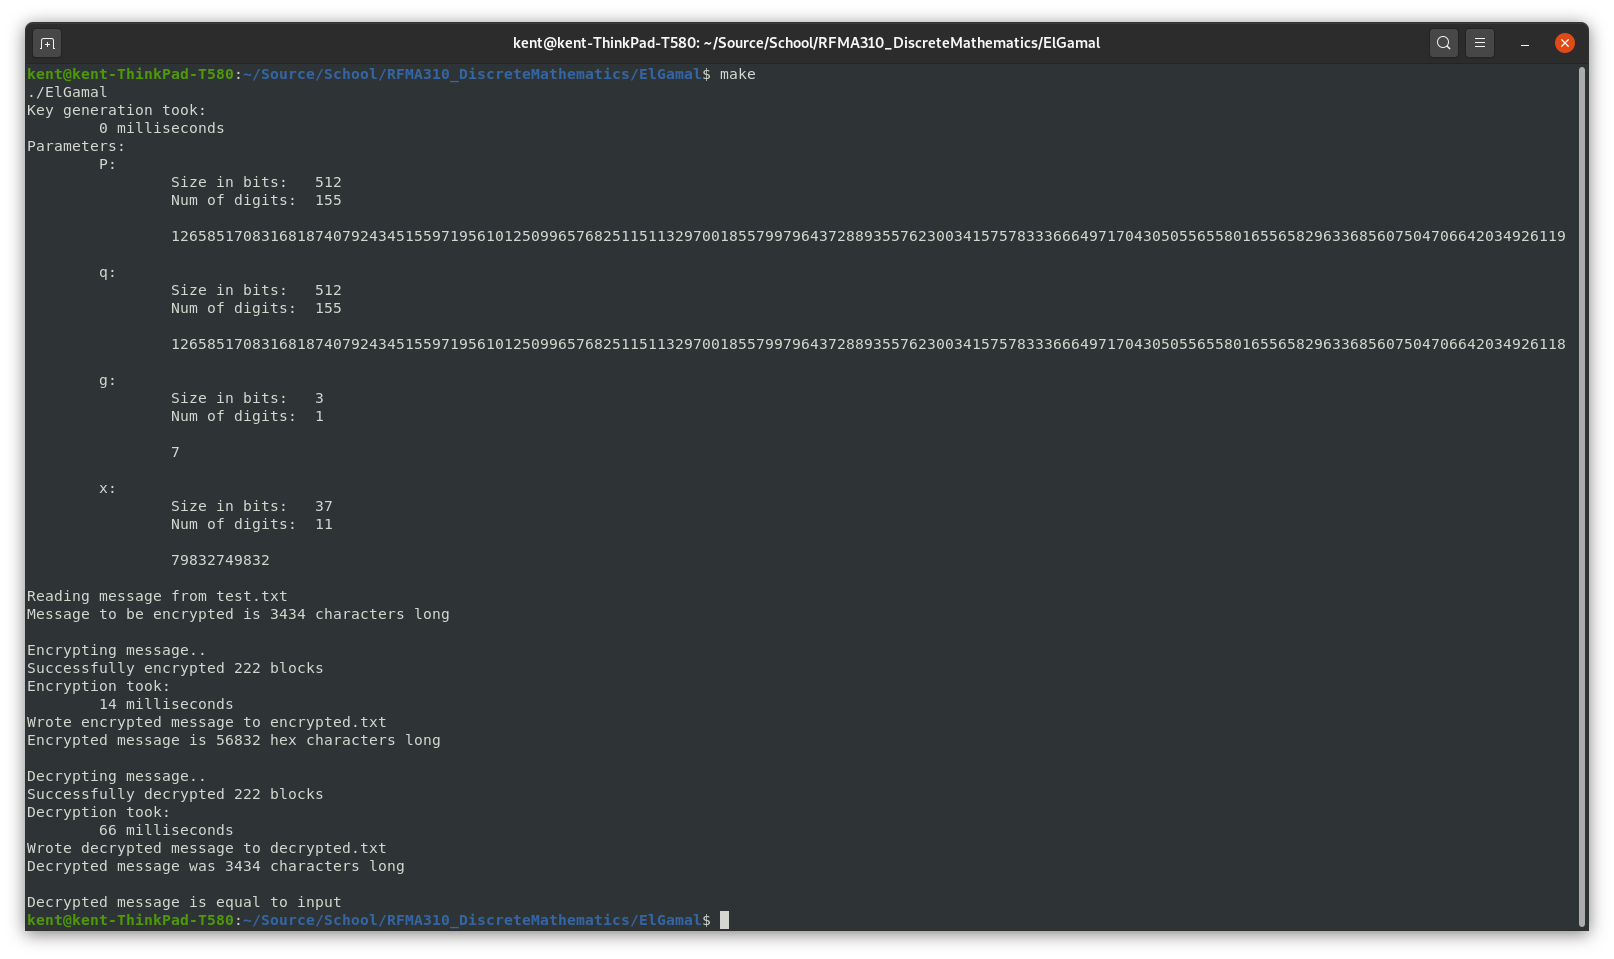 kent@kent-ThinkPad-T580: ~/Source/School/RFMA310_DiscreteMathematics/ElGamal
kent@kent-ThinkPad-T580:~/Source/School/RFMA310_DiscreteMathematics/ElGamal$ make
./ElGamal
Key generation took:
0 milliseconds
Parameters:
P:
Size in bits: 512
Num of digits: 155
12658517083168187407924345155971956101250996576825115113297001855799796437288935576230034157578333666497170430505565580165565829633685607504706642034926119
q:
Size in bits: 512
Num of digits: 155
12658517083168187407924345155971956101250996576825115113297001855799796437288935576230034157578333666497170430505565580165565829633685607504706642034926118
g:
Size in bits: 3
Num of digits: 1
7
x:
Size in bits: 37
Num of digits: 11
79832749832
Reading message from test.txt
Message to be encrypted is 3434 characters long
Encrypting message..
Successfully encrypted 222 blocks
Encryption took:
14 milliseconds
Wrote encrypted message to encrypted.txt
Encrypted message is 56832 hex characters long
Decrypting message..
Successfully decrypted 222 blocks
Decryption took:
66 milliseconds
Wrote decrypted message to decrypted.txt
Decrypted message was 3434 characters long
Decrypted message is equal to input
kent@kent-ThinkPad-T580:~/Source/School/RFMA310_DiscreteMathematics/ElGamal$